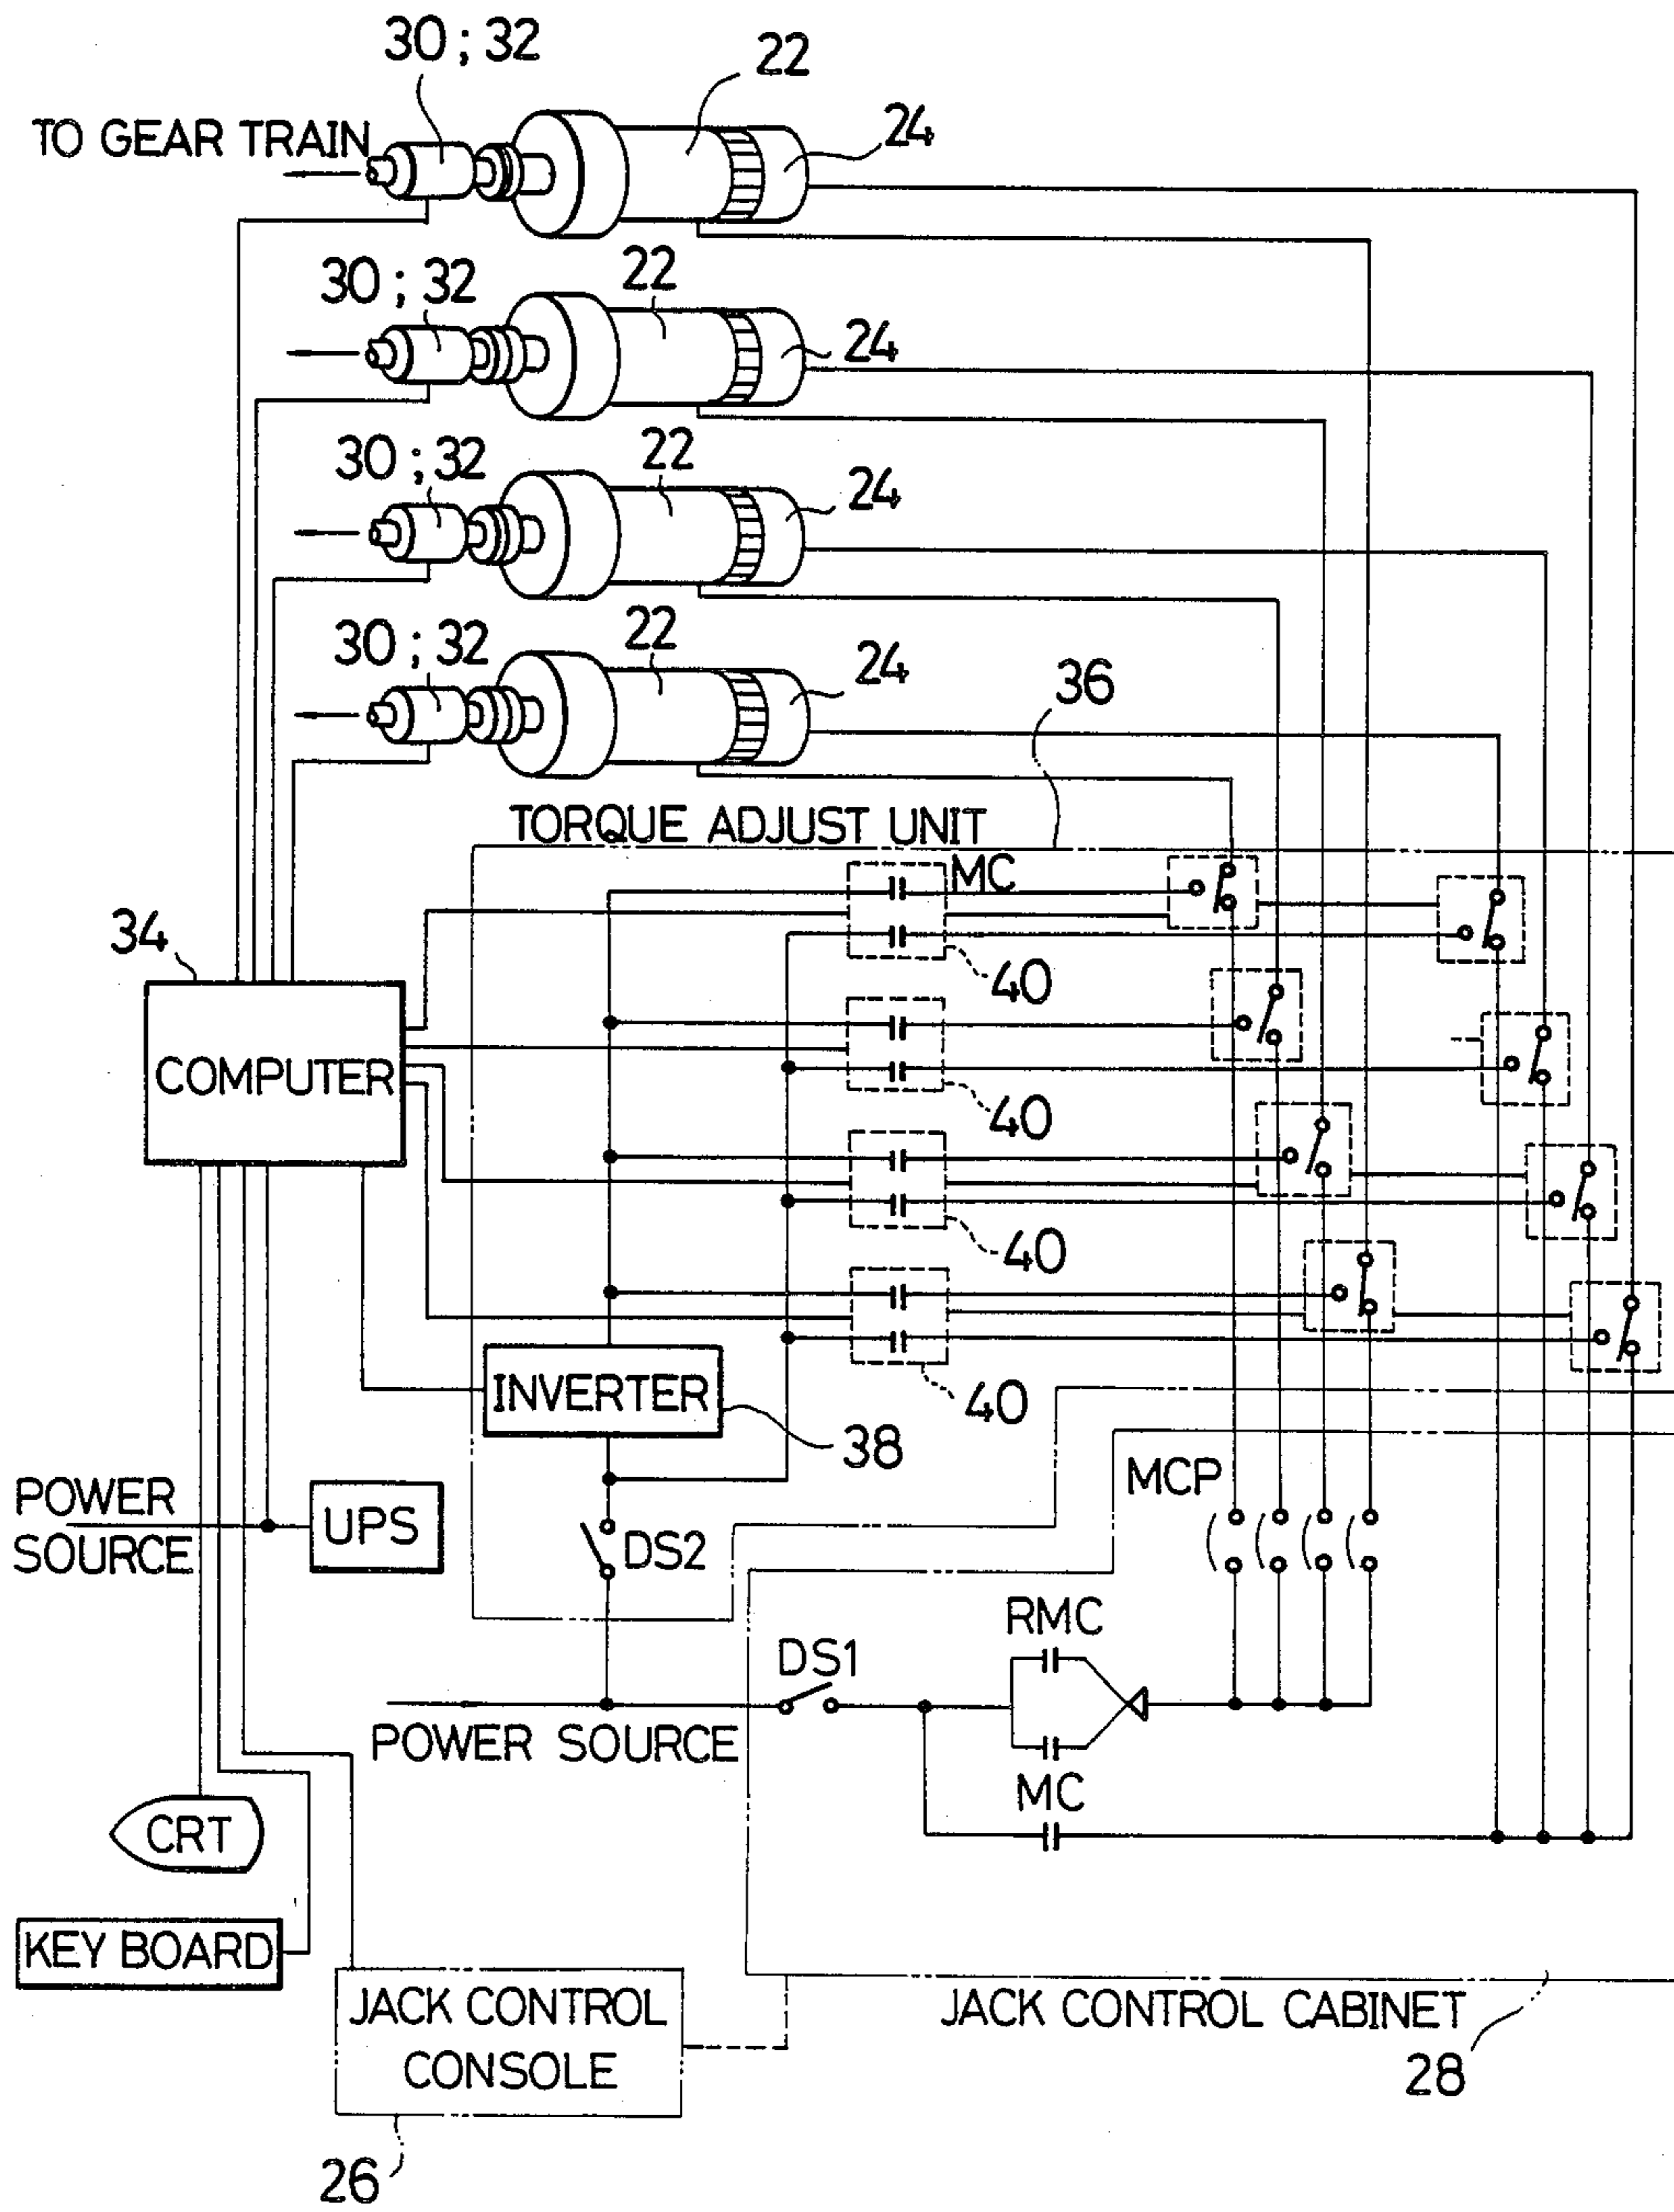 30 ; 32
22
24
TO GEAR TRAIN
30 ; 32
22
24
30 ; 32
22
24
30 ; 32
22
24
36
TORQUE ADJUST UNIT
MC
34
40
COMPUTER
40
40
INVERTER
40
38
POWER
SOURCE
UPS
MCP
DS2
RMC
DS1
POWER SOURCE
MC
CRT
KEY BOARD
JACK CONTROL
CONSOLE
JACK CONTROL CABINET
28
26